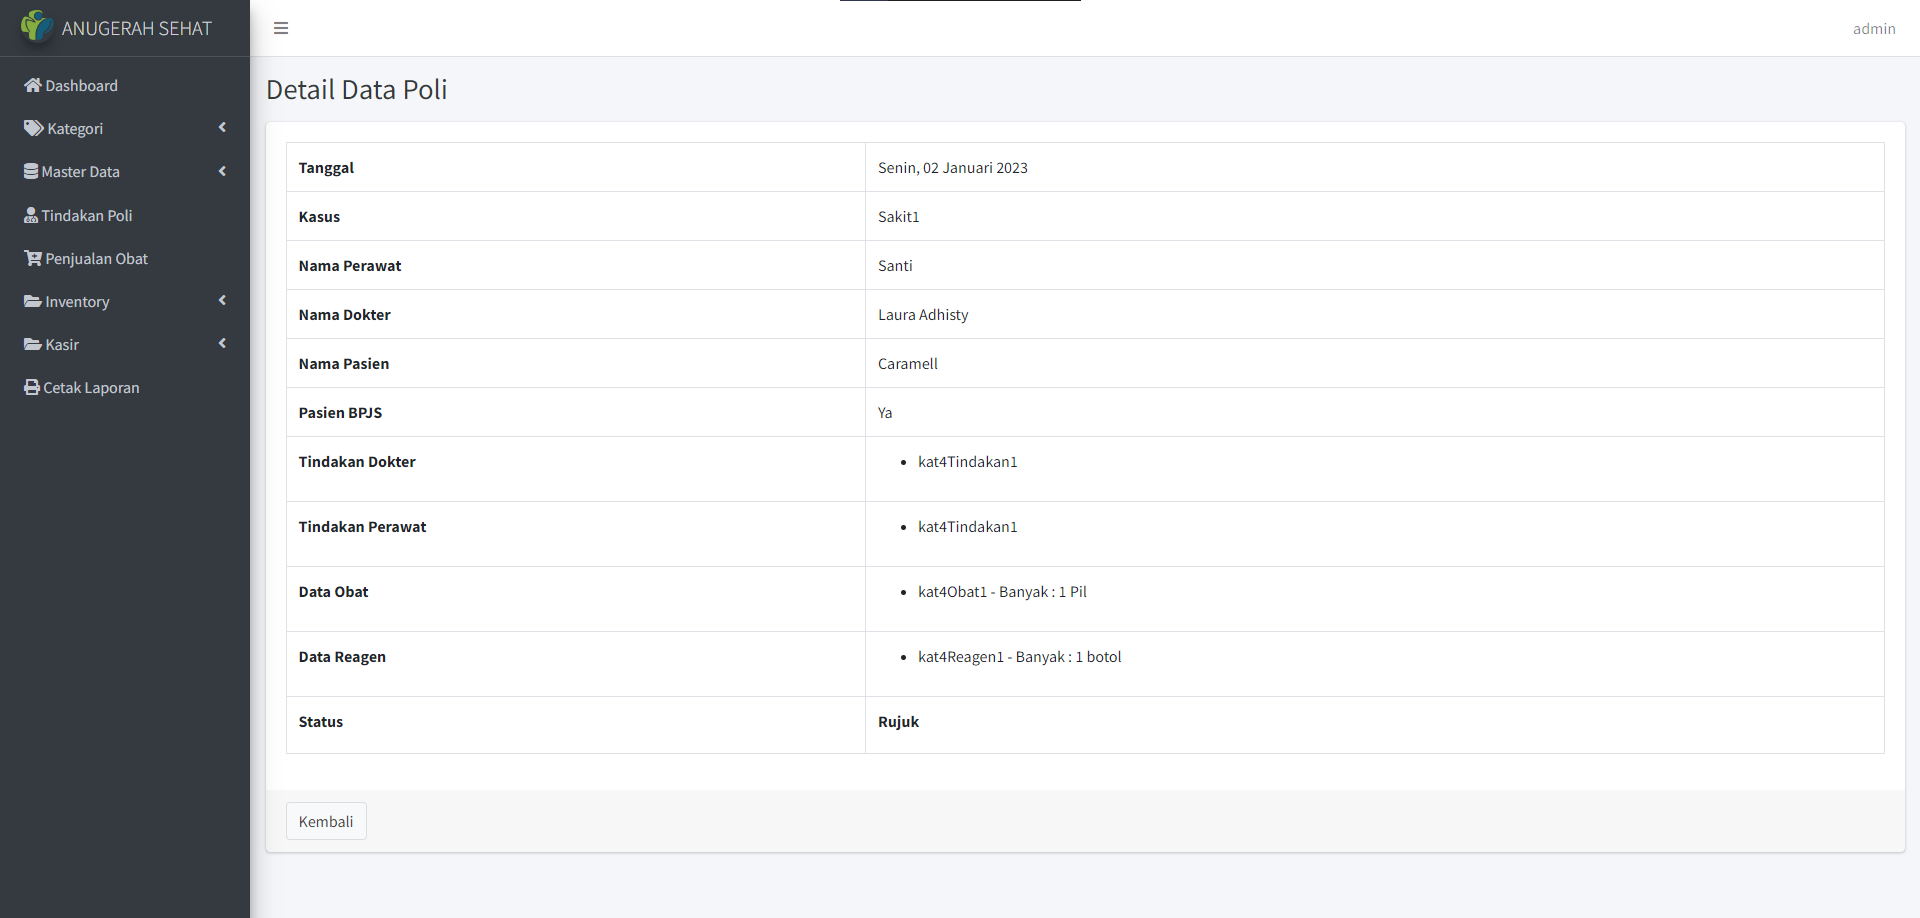 ANUGERAH SEHAT
admin
Dashboard
Kategori
Master Data
Tindakan Poli
Penjualan Obat
Inventory
Kasir
Cetak Laporan
Detail Data Poli
Tanggal Senin, 02 Januari 2023
Kasus Sakit1
Nama Perawat Santi
Nama Dokter Laura Adhisty
Nama Pasien Caramell
Pasien BPJS Ya
Tindakan Dokter • kat4Tindakan1
Tindakan Perawat • kat4Tindakan1
Data Obat • kat4Obat1 - Banyak : 1 Pil
Data Reagen • kat4Reagen1 - Banyak : 1 botol
Status Rujuk
Kembali